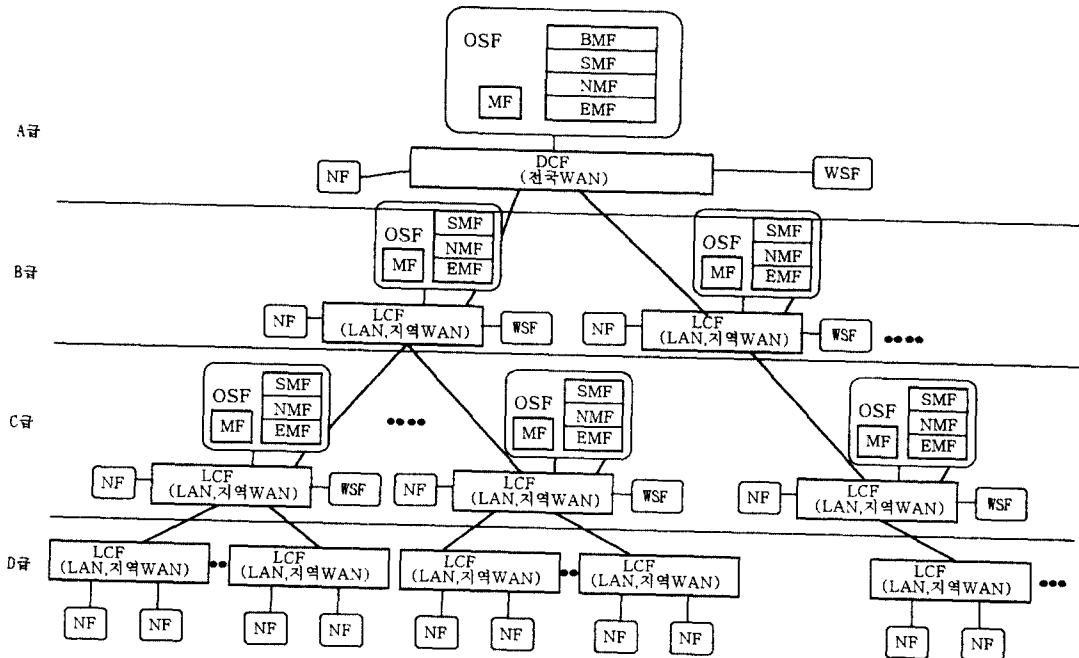 OSF
BMF
SMF
NMF
EMF
MF
A급
NF
DCF
(전국WAN)
WSF
OSF
SMF
NMF
EMF
MF
OSF
SMF
NMF
EMF
MF
B급
NF
LCF
(LAN,지역WAN)
WSF
NF
LCF
(LAN,지역WAN)
WSF
OSF
SMF
NMF
EMF
MF
OSF
SMF
NMF
EMF
MF
OSF
SMF
NMF
EMF
MF
C급
NF
LCF
(LAN,지역WAN)
WSF
NF
LCF
(LAN,지역WAN)
WSF
NF
LCF
(LAN,지역WAN)
WSF
D급
LCF
(LAN,지역WAN)
LCF
(LAN,지역WAN)
LCF
(LAN,지역WAN)
LCF
(LAN,지역WAN)
LCF
(LAN,지역WAN)
NF
NF
NF
NF
NF
NF
NF
NF
NF
NF